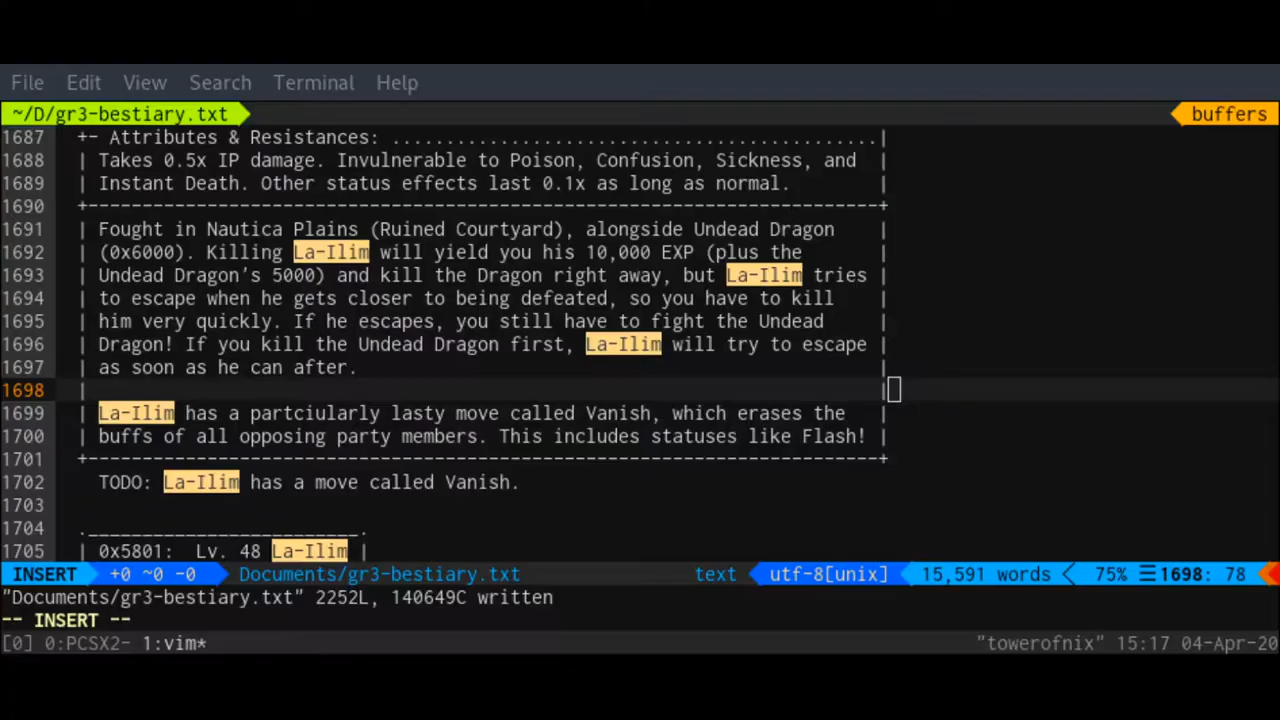 File Edit View Search Terminal Help
~/D/gr3-bestiary.txt buffers
1687 +- Attributes & Resistances: .............................................|
1688 | Takes 0.5x IP damage. Invulnerable to Poison, Confusion, Sickness, and |
1689 | Instant Death. Other status effects last 0.1x as long as normal. |
1690 +-------------------------------------------------------------------------+
1691 | Fought in Nautica Plains (Ruined Courtyard), alongside Undead Dragon |
1692 | (0x6000). Killing La-Ilim will yield you his 10,000 EXP (plus the |
1693 | Undead Dragon's 5000) and kill the Dragon right away, but La-Ilim tries |
1694 | to escape when he gets closer to being defeated, so you have to kill |
1695 | him very quickly. If he escapes, you still have to fight the Undead |
1696 | Dragon! If you kill the Undead Dragon first, La-Ilim will try to escape |
1697 | as soon as he can after. |
1698 | |
1699 | La-Ilim has a partciularly lasty move called Vanish, which erases the |
1700 | buffs of all opposing party members. This includes statuses like Flash! |
1701 +-------------------------------------------------------------------------+
1702 TODO: La-Ilim has a move called Vanish.
1703
1704 ._________________________.
1705 | 0x5801: Lv. 48 La-Ilim |
INSERT +0 ~0 -0 Documents/gr3-bestiary.txt text utf-8[unix] 15,591 words 75% ☰1698: 78
"Documents/gr3-bestiary.txt" 2252L, 140649C written
-- INSERT --
[0] 0:PCSX2- 1:vim* "towerofnix" 15:17 04-Apr-20